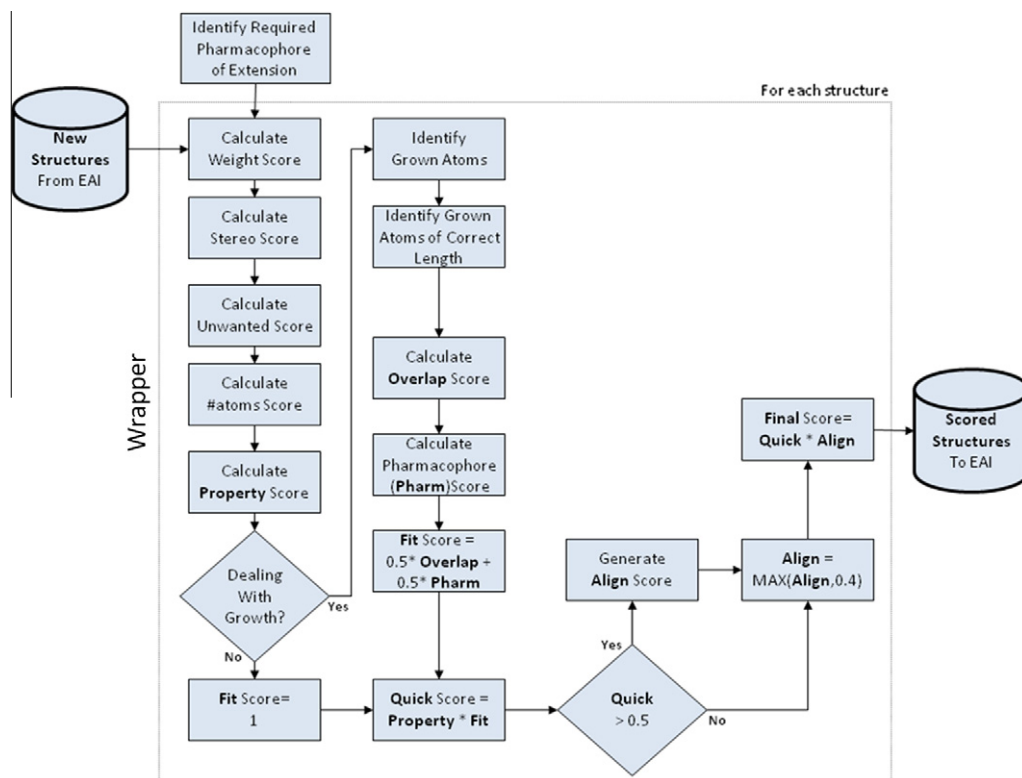 Identify Required
Pharmacophore
of Extension
For each structure
New
Structures
From EAI
Calculate
Weight Score
Calculate
Stereo Score
Calculate
Unwanted Score
Calculate
#atoms Score
Calculate
Property Score
Dealing
With
Growth?
Yes
No
Fit Score=
1
Wrapper
Identify
Grown Atoms
Identify Grown
Atoms of Correct
Length
Calculate
Overlap Score
Calculate
Pharmacophore
(Pharm)Score
Fit Score =
0.5* Overlap +
0.5* Pharm
Quick Score =
Property * Fit
Quick
> 0.5
Yes
No
Generate
Align Score
Align =
MAX(Align,0.4)
Final Score=
Quick * Align
Scored
Structures
To EAI